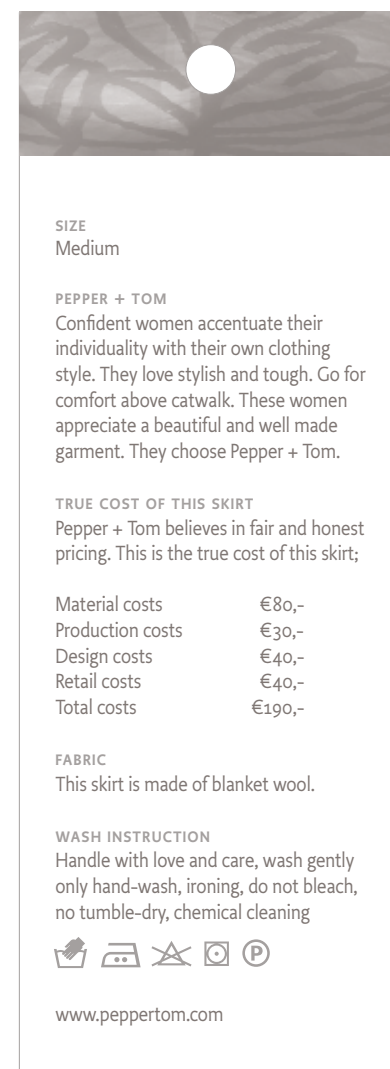 SIZE
Medium
PEPPER + TOM
Confident women accentuate their
individuality with their own clothing
style. They love stylish and tough. Go for
comfort above catwalk. These women
appreciate a beautiful and well made
garment. They choose Pepper + Tom.
TRUE COST OF THIS SKIRT
Pepper + Tom believes in fair and honest
pricing. This is the true cost of this skirt;
Material costs €80,-
Production costs €30,-
Design costs €40,-
Retail costs €40,-
Total costs €190,-
FABRIC
This skirt is made of blanket wool.
WASH INSTRUCTION
Handle with love and care, wash gently
only hand-wash, ironing, do not bleach,
no tumble-dry, chemical cleaning
P
www.peppertom.com